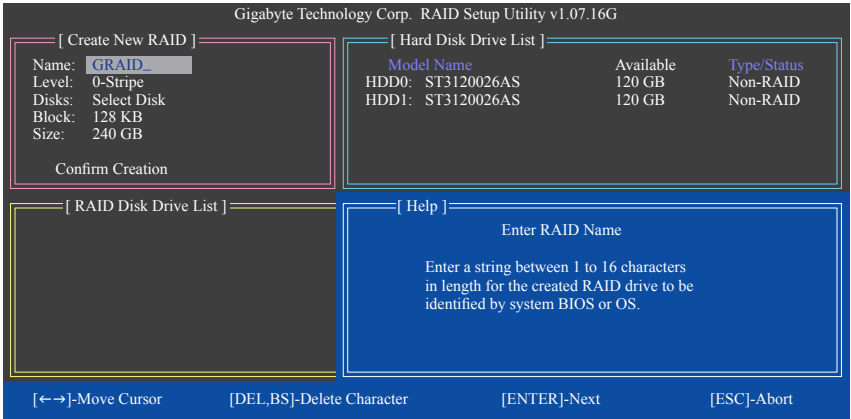 Gigabyte Technology Corp. RAID Setup Utility v1.07.16G
[ Create New RAID ]
Name: GRAID_
Level: 0-Stripe
Disks: Select Disk
Block: 128 KB
Size: 240 GB
Confirm Creation
[ Hard Disk Drive List ]
Model Name Available Type/Status
HDD0: ST3120026AS 120 GB Non-RAID
HDD1: ST3120026AS 120 GB Non-RAID
[ RAID Disk Drive List ]
[ Help ]
Enter RAID Name
Enter a string between 1 to 16 characters
in length for the created RAID drive to be
identified by system BIOS or OS.
[←→]-Move Cursor [DEL,BS]-Delete Character [ENTER]-Next [ESC]-Abort